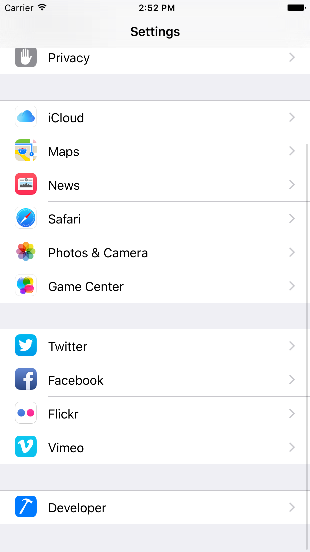 Carrier 2:52 PM
Settings
Privacy
iCloud
Maps
News
Safari
Photos & Camera
Game Center
Twitter
Facebook
Flickr
Vimeo
Developer